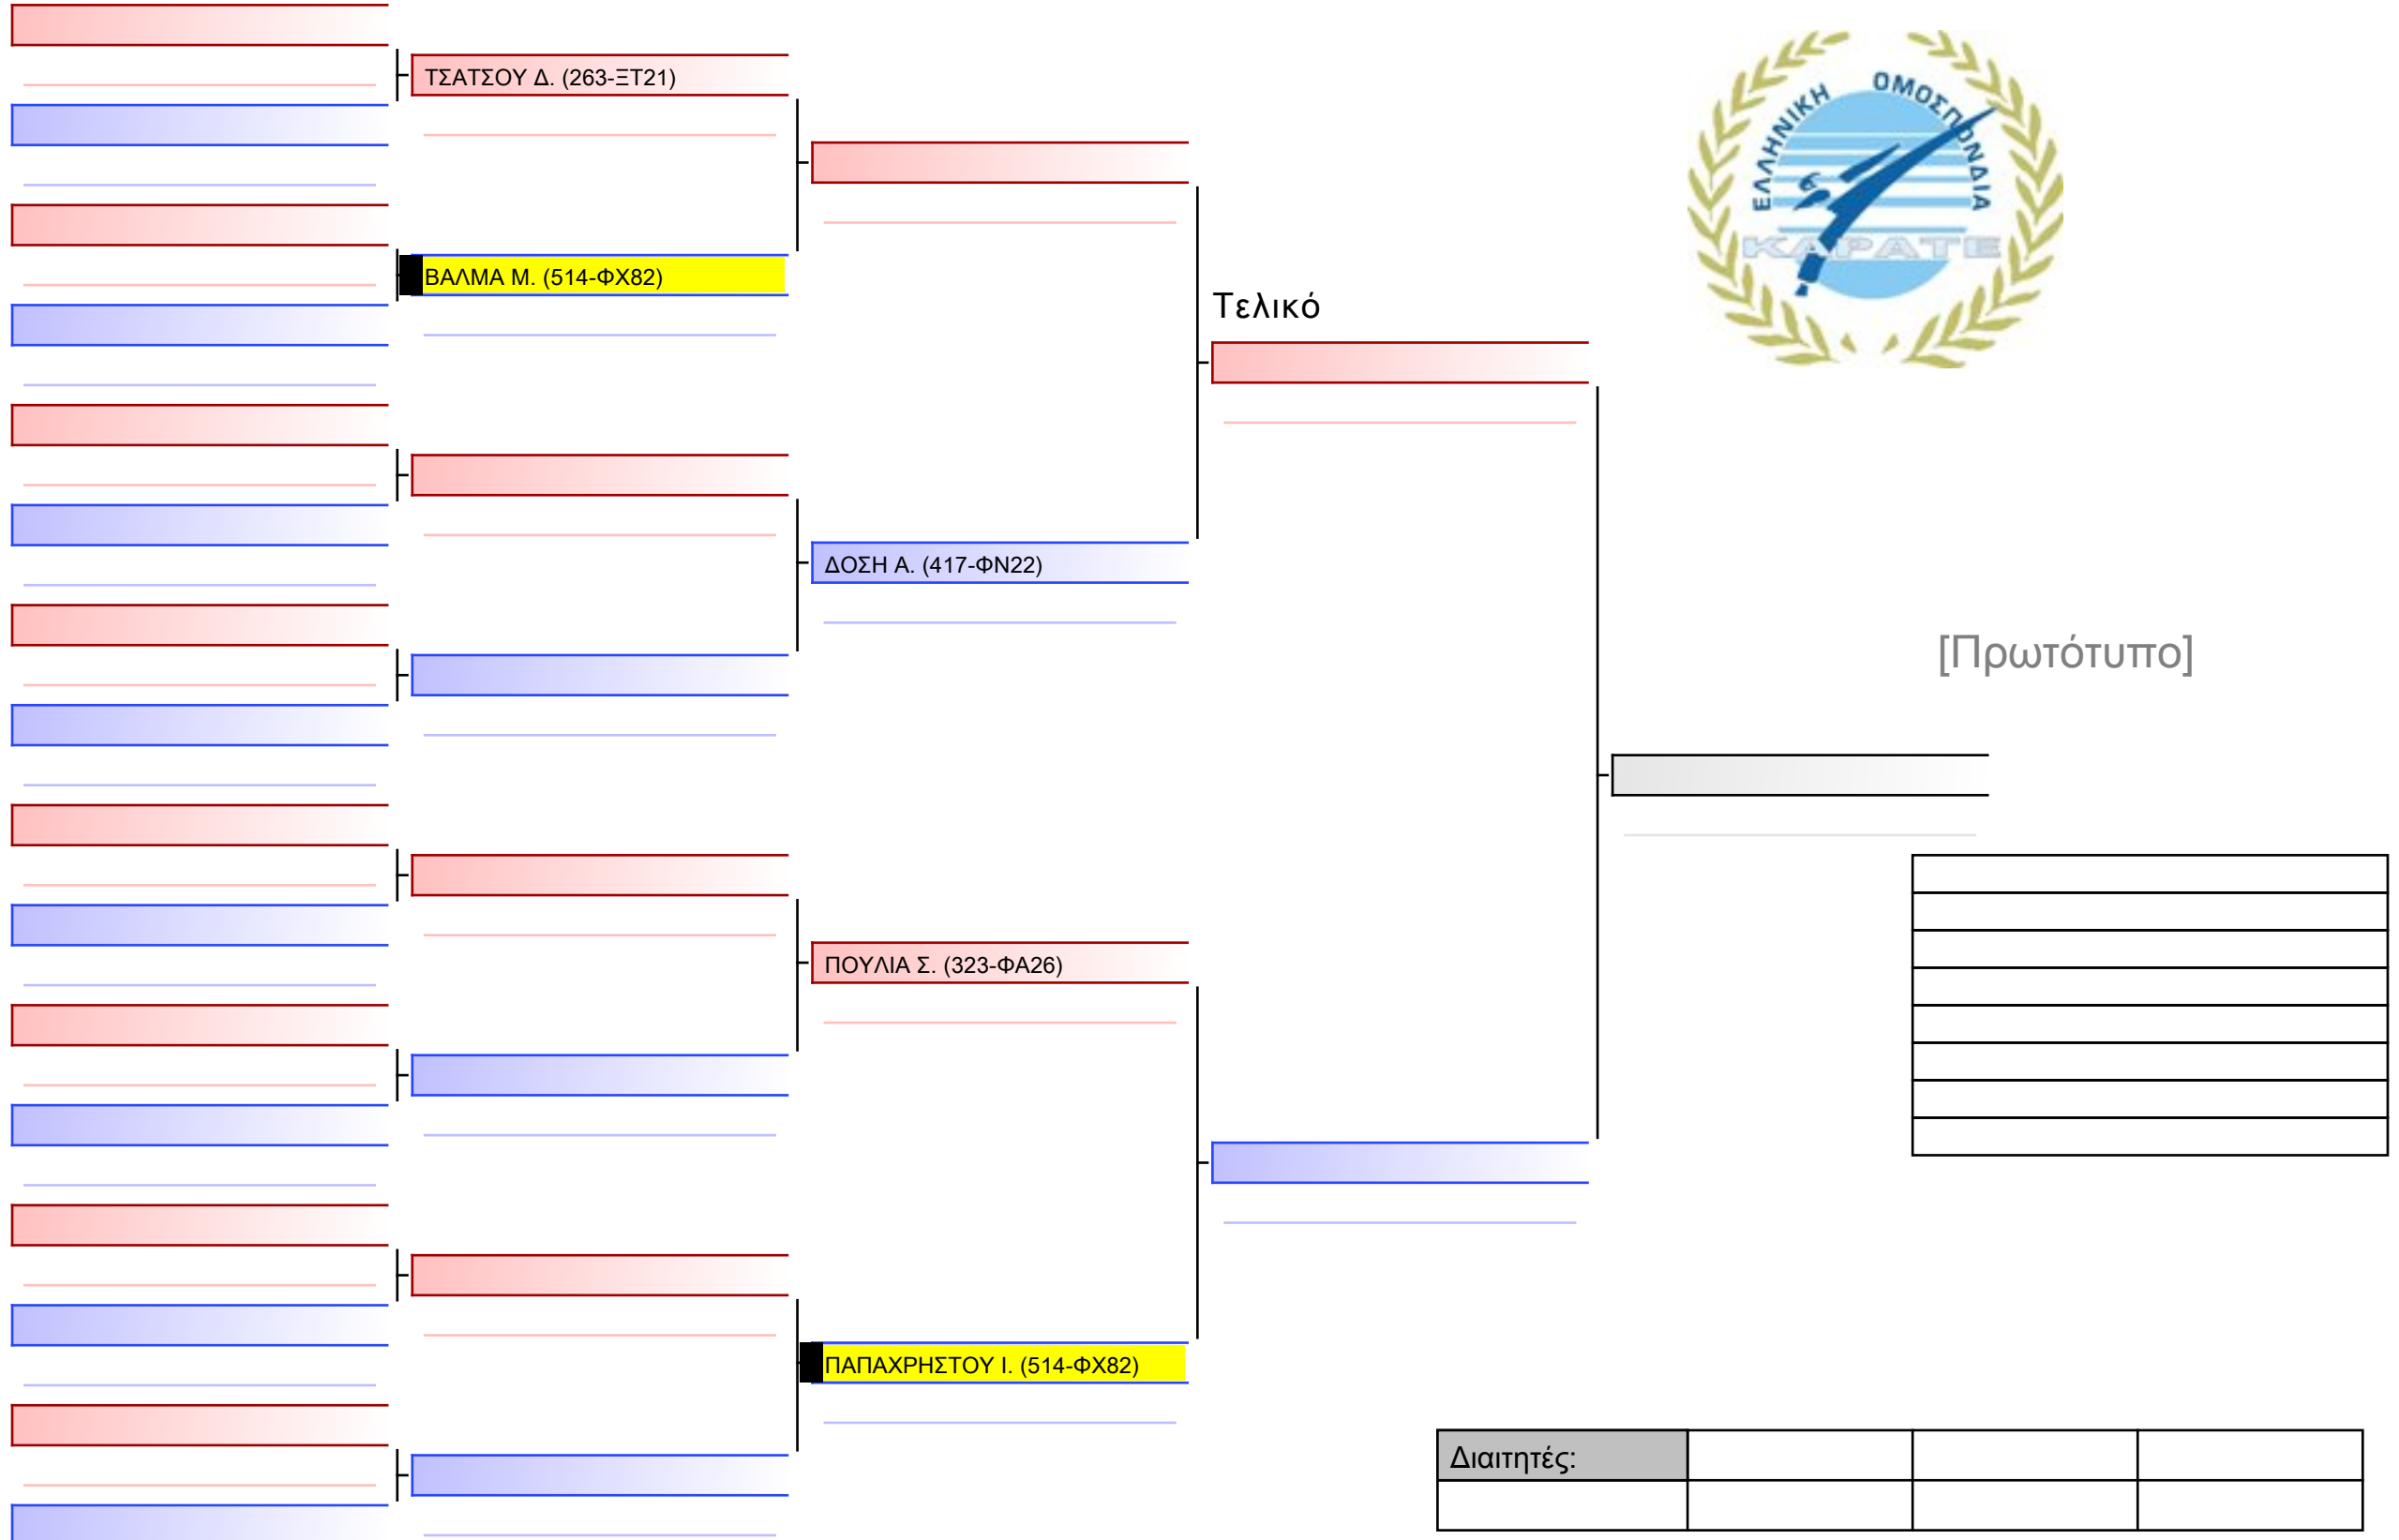 ΤΣΑΤΣΟΥ Δ. (263-ΞΤ21)
ΒΑΛΜΑ Μ. (514-ΦΧ82)
ΔΟΣΗ Α. (417-ΦΝ22)
ΠΟΥΛΙΑ Σ. (323-ΦΑ26)
ΠΑΠΑΧΡΗΣΤΟΥ Ι. (514-ΦΧ82)
Τελικό
ΕΛΛΗΝΙΚΗ ΟΜΟΣΠΟΝΔΙΑ
ΚΑΡΑΤΕ
[Πρωτότυπο]
Διαιτητές: